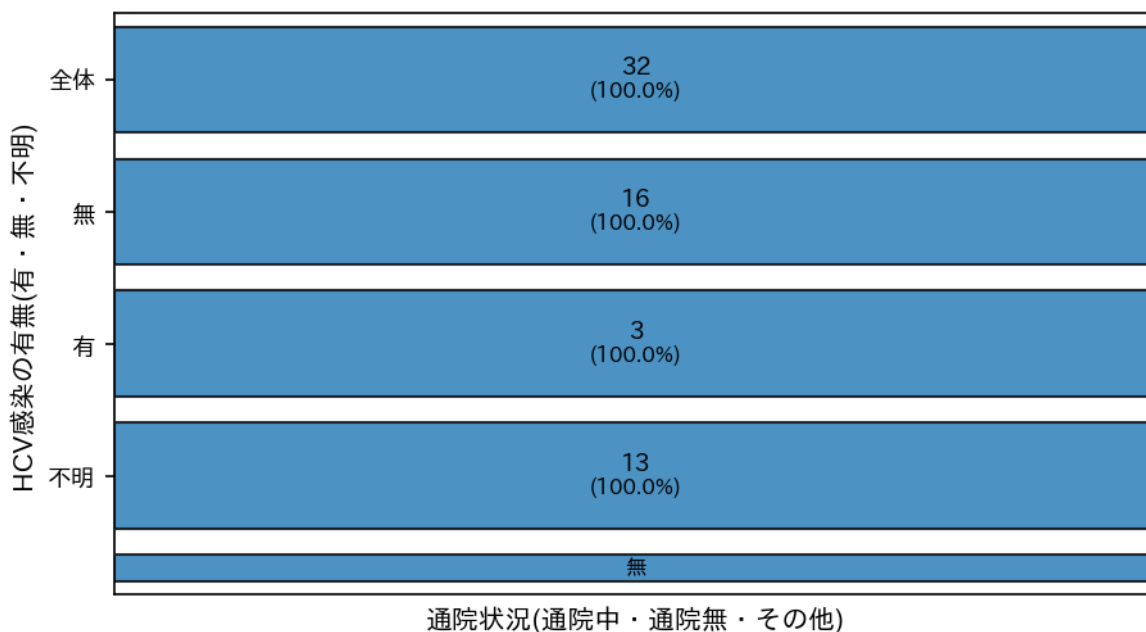 HCV感染の有無(有・無・不明)
全体
32
(100.0%)
無
16
(100.0%)
有
3
(100.0%)
不明
13
(100.0%)
無
通院状況(通院中・通院無・その他)